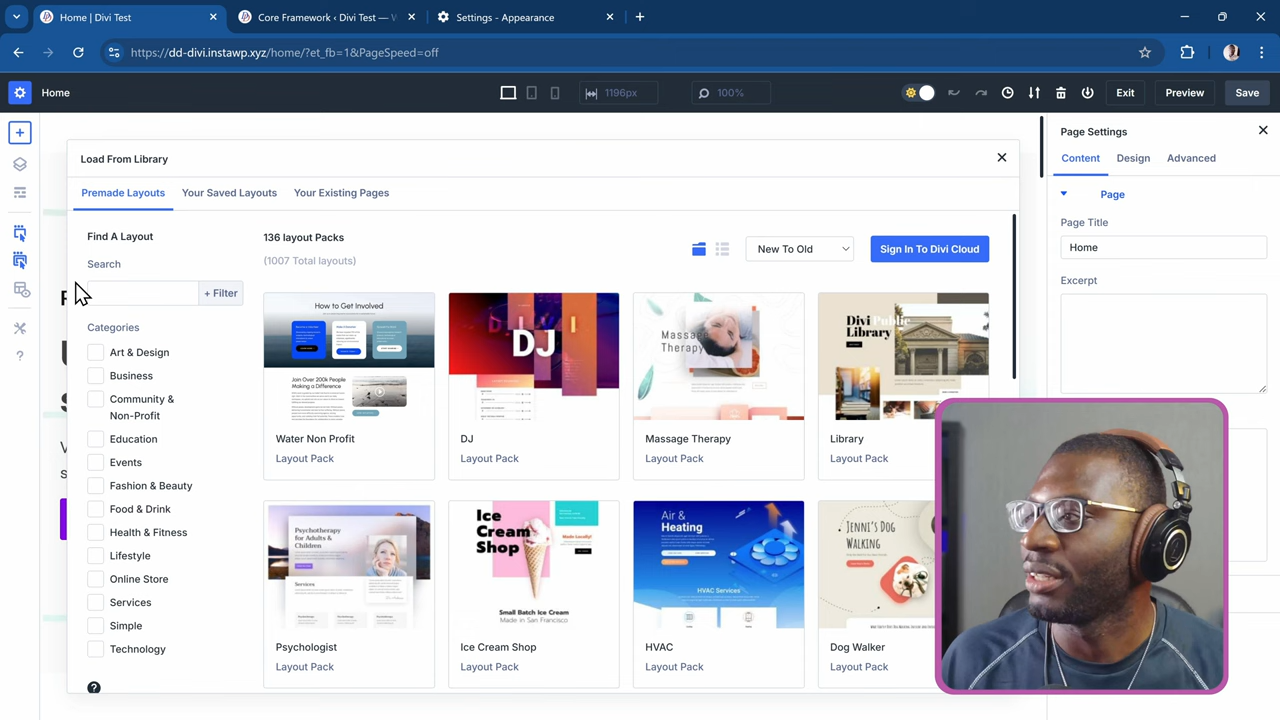 Home | Divi Test
Core Framework ‹ Divi Test — W
Settings - Appearance
https://dd-divi.instawp.xyz/home/?et_fb=1&PageSpeed=off
Home
1196px
100%
Exit
Preview
Save
Load From Library
Premade Layouts
Your Saved Layouts
Your Existing Pages
Find A Layout
Search
+ Filter
Categories
Art & Design
Business
Community &
Non-Profit
Education
Events
Fashion & Beauty
Food & Drink
Health & Fitness
Lifestyle
Online Store
Services
Simple
Technology
136 layout Packs
(1007 Total layouts)
New To Old
Sign In To Divi Cloud
How to Get Involved
Join Over 200k People
Making a Difference
Water Non Profit
Layout Pack
DIVI
DJ
DJ
Layout Pack
Massage
Therapy
Massage Therapy
Layout Pack
Divi Public
Library
Library
Layout Pack
Psychotherapy
for Adults &
Children
Services
Psychologist
Layout Pack
Ice
Cream
Shop
Made Locally!
Small Batch Ice Cream
Made in San Francisco
Ice Cream Shop
Layout Pack
Air &
Heating
HVAC Services
HVAC
Layout Pack
JENNI'S DOG
WALKING
Dog Walker
Layout Pack
Page Settings
Content
Design
Advanced
Page
Page Title
Home
Excerpt